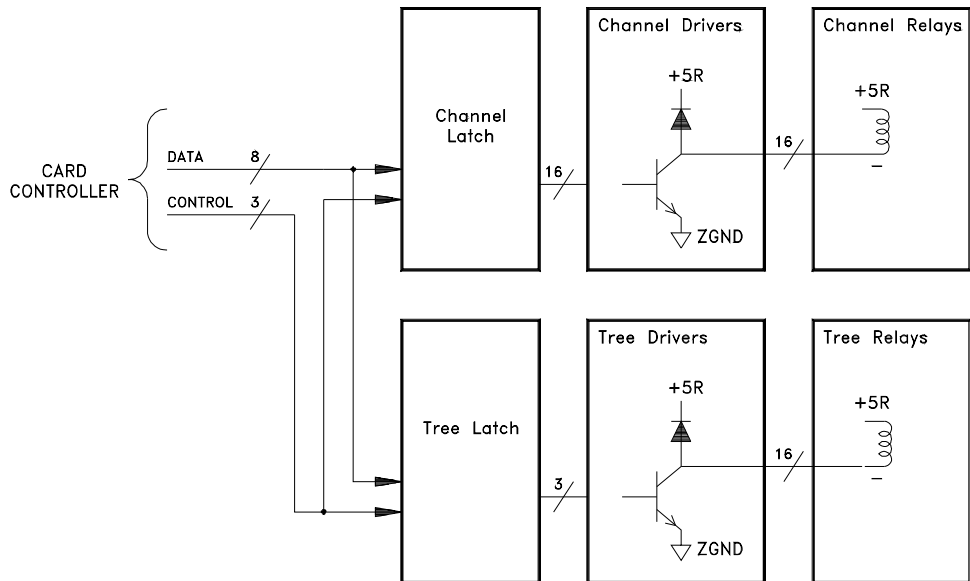 CARD
CONTROLLER
DATA 8
CONTROL 3
Channel
Latch
16
Channel Drivers
+5R
ZGND
16
Channel Relays
+5R
–
Tree Latch
3
Tree Drivers
+5R
ZGND
16
Tree Relays
+5R
–